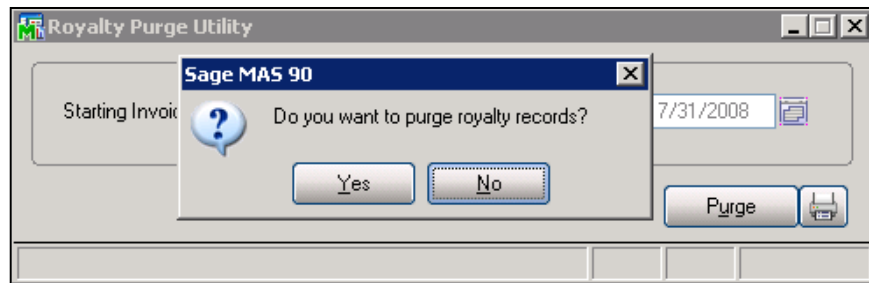 Royalty Purge Utility
Sage MAS 90
Starting Invoic
Do you want to purge royalty records?
7/31/2008
Yes
No
Purge